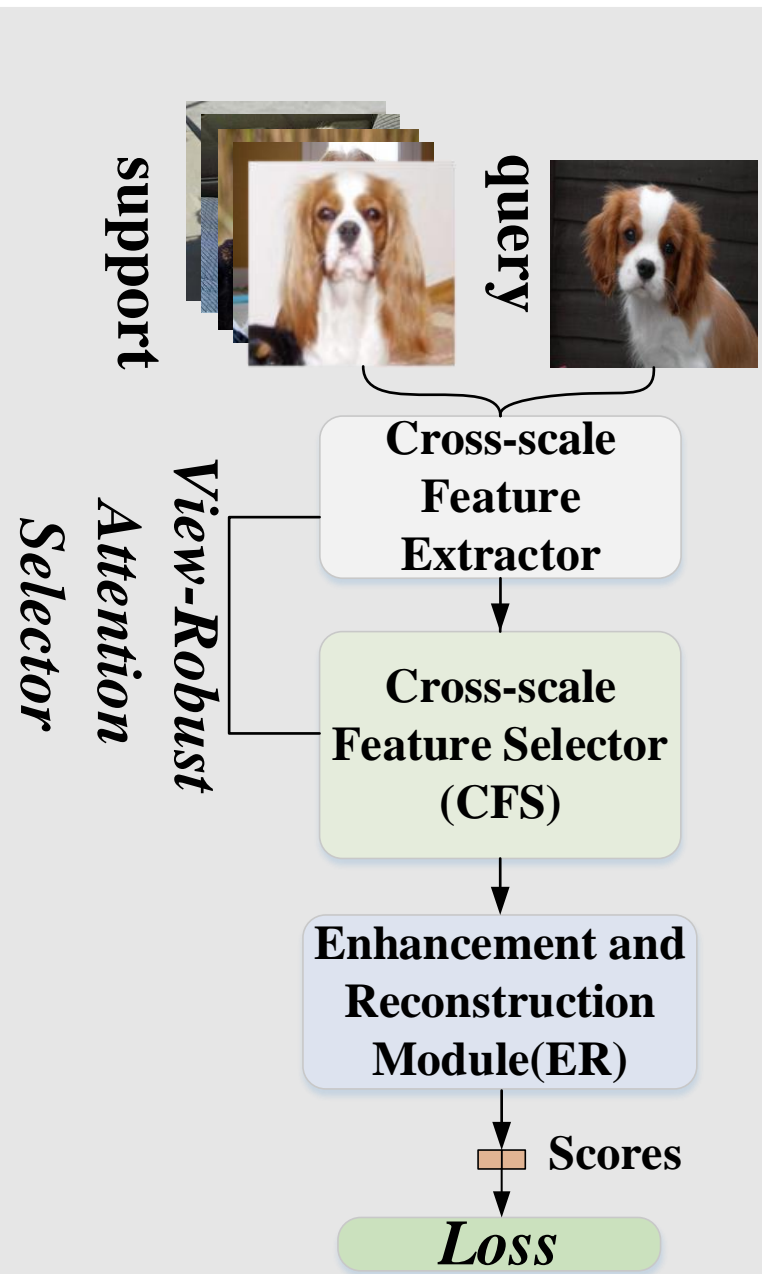 support
query
Cross-scale
Feature
Extractor
View-Robust
Attention
Selector
Cross-scale
Feature Selector
(CFS)
Enhancement and
Reconstruction
Module(ER)
Scores
Loss